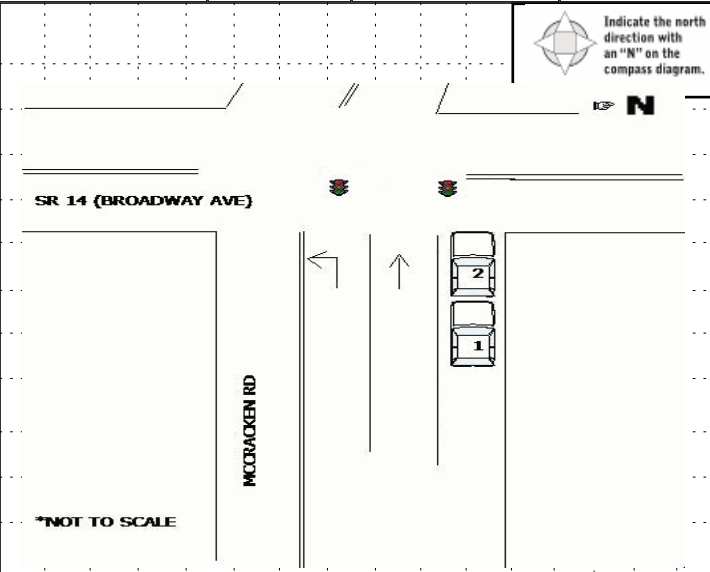 Indicate the north
direction with
an "N" on the
compass diagram.
☞ N
SR 14 (BROADWAY AVE)
2
1
MCCRACKEN RD
*NOT TO SCALE